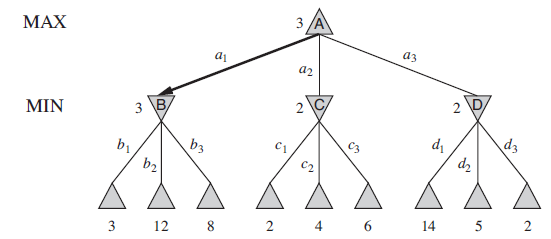 MAX 3 A
a1 a2 a3
MIN 3 B 2 C 2 D
b1 b2 b3 c1 c2 c3 d1 d2 d3
3 12 8 2 4 6 14 5 2